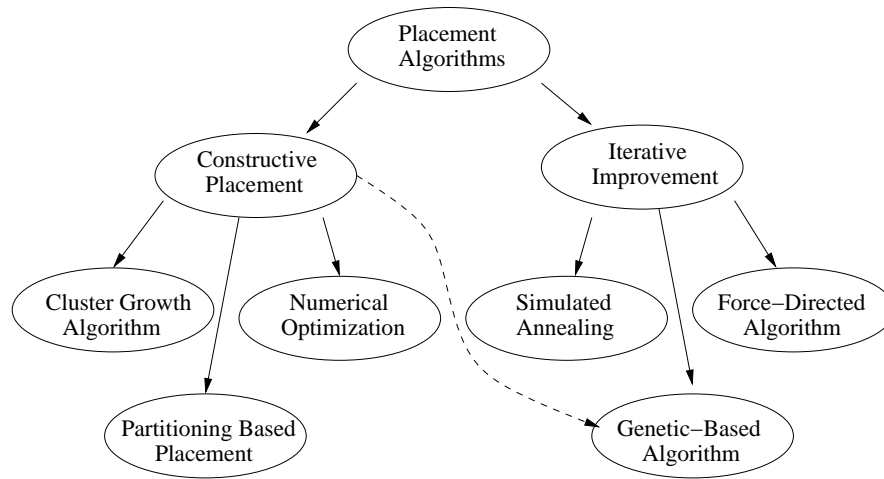 Placement
Algorithms
Constructive
Placement
Iterative
Improvement
Cluster Growth
Algorithm
Numerical
Optimization
Simulated
Annealing
Force−Directed
Algorithm
Partitioning Based
Placement
Genetic−Based
Algorithm